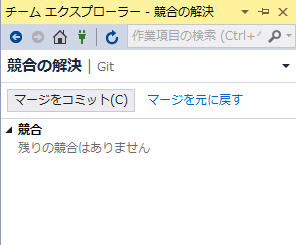 チーム エクスプローラー - 競合の解決
作業項目の検索 (Ctrl+
競合の解決 | Git
マージをコミット(C) マージを元に戻す
競合
残りの競合はありません